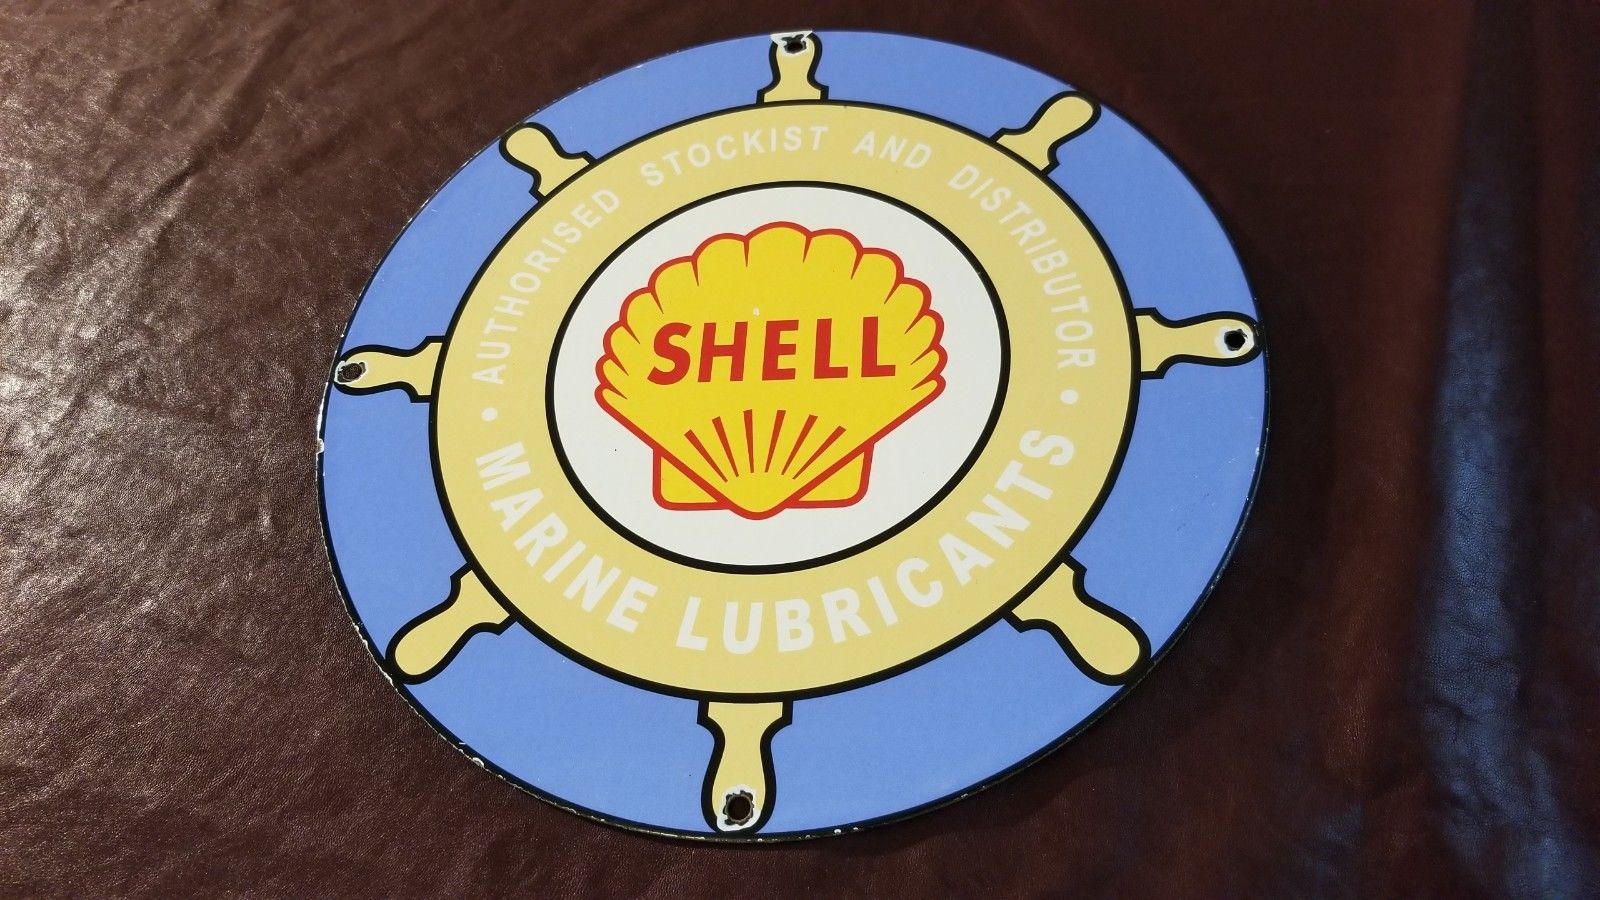 AUTHORISED STOCKIST AND DISTRIBUTOR
SHELL
MARINE LUBRICANTS